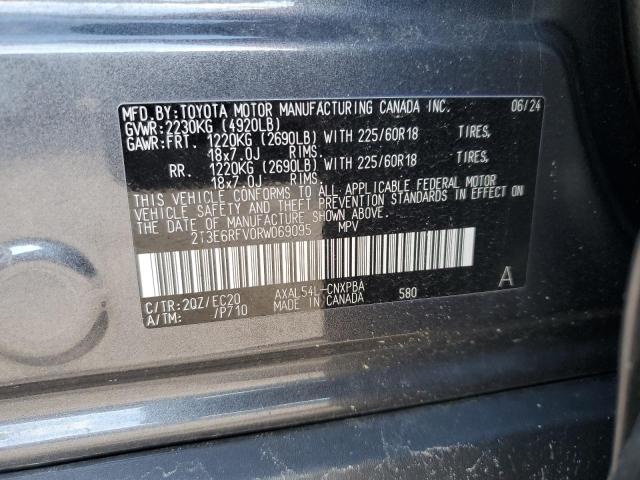 MFD.BY:TOYOTA MOTOR MANUFACTURING CANADA INC. 06/24
GVWR:2230KG (4920LB)
GAWR:FRT. 1220KG (2690LB) WITH 225/60R18 TIRES,
18x7.0J RIMS.
RR. 1220KG (2690LB) WITH 225/60R18 TIRES,
18x7.0J RIMS.
THIS VEHICLE CONFORMS TO ALL APPLICABLE FEDERAL MOTOR
VEHICLE SAFETY AND THEFT PREVENTION STANDARDS IN EFFECT ON
THE DATE OF MANUFACTURE SHOWN ABOVE.
2T3E6RFV0RW069095 MPV
C/TR:2QZ/EC20 AXAL54L-CNXPBA 580 A
A/TM: /P710 MADE IN CANADA